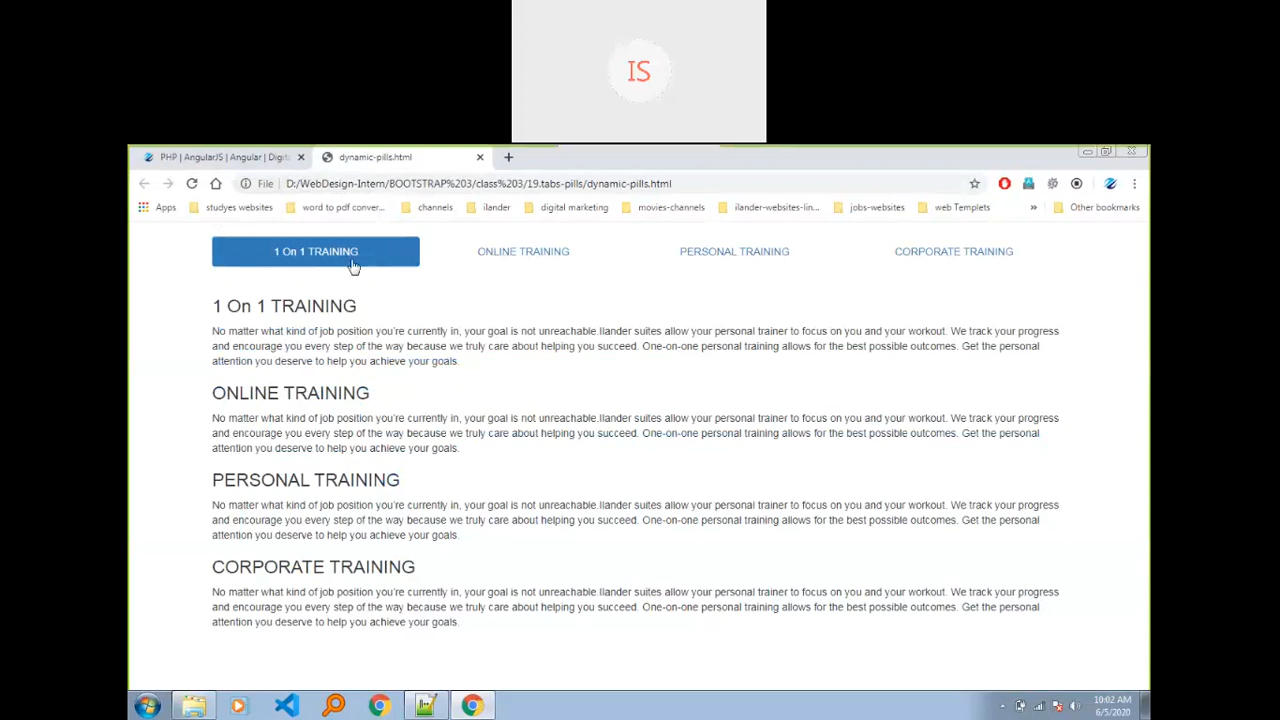 IS
PHP | AngularJS | Angular | Digit
dynamic-pills.html
File D:/WebDesign-Intern/BOOTSTRAP%203/class%203/19.tabs-pills/dynamic-pills.html
Apps studyes websites word to pdf conver... channels ilander digital marketing movies-channels ilander-websites-lin... jobs-websites web Templets » Other bookmarks
1 On 1 TRAINING ONLINE TRAINING PERSONAL TRAINING CORPORATE TRAINING
1 On 1 TRAINING
No matter what kind of job position you're currently in, your goal is not unreachable.Ilander suites allow your personal trainer to focus on you and your workout. We track your progress
and encourage you every step of the way because we truly care about helping you succeed. One-on-one personal training allows for the best possible outcomes. Get the personal
attention you deserve to help you achieve your goals.
ONLINE TRAINING
No matter what kind of job position you're currently in, your goal is not unreachable.Ilander suites allow your personal trainer to focus on you and your workout. We track your progress
and encourage you every step of the way because we truly care about helping you succeed. One-on-one personal training allows for the best possible outcomes. Get the personal
attention you deserve to help you achieve your goals.
PERSONAL TRAINING
No matter what kind of job position you're currently in, your goal is not unreachable.Ilander suites allow your personal trainer to focus on you and your workout. We track your progress
and encourage you every step of the way because we truly care about helping you succeed. One-on-one personal training allows for the best possible outcomes. Get the personal
attention you deserve to help you achieve your goals.
CORPORATE TRAINING
No matter what kind of job position you're currently in, your goal is not unreachable.Ilander suites allow your personal trainer to focus on you and your workout. We track your progress
and encourage you every step of the way because we truly care about helping you succeed. One-on-one personal training allows for the best possible outcomes. Get the personal
attention you deserve to help you achieve your goals.
10:02 AM
6/5/2020